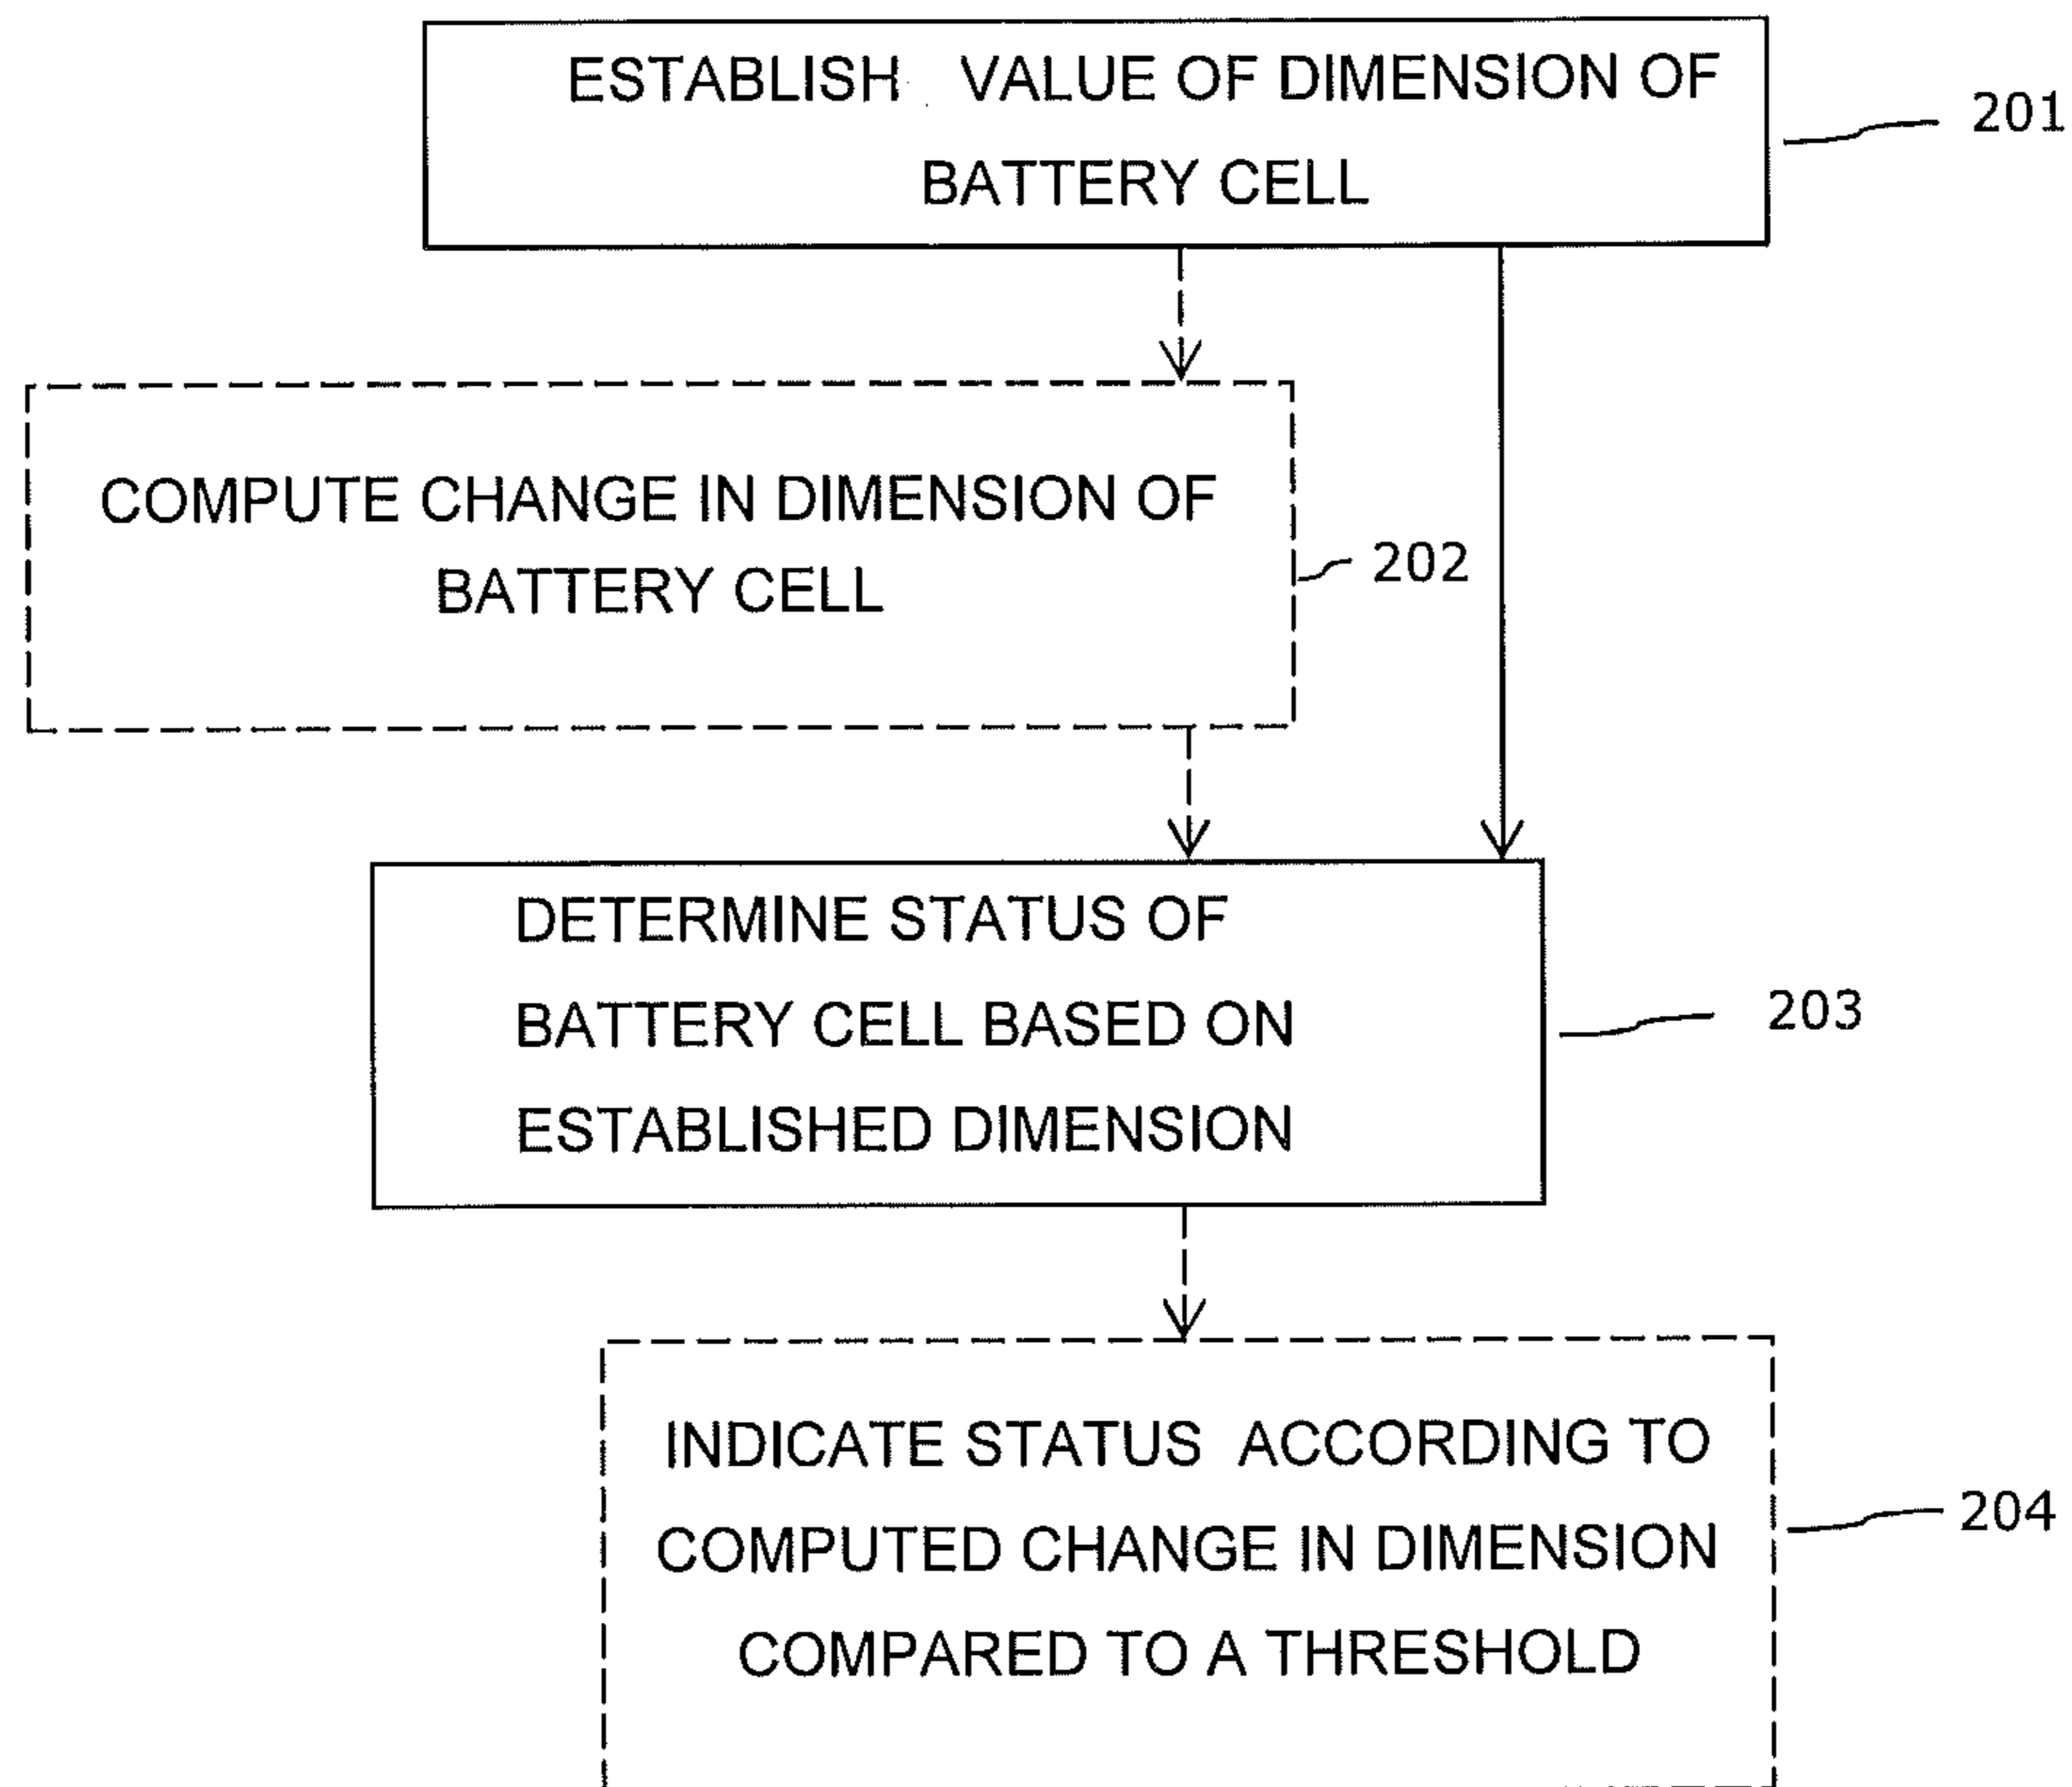 ESTABLISH VALUE OF DIMENSION OF
BATTERY CELL
201
COMPUTE CHANGE IN DIMENSION OF
BATTERY CELL
202
DETERMINE STATUS OF
BATTERY CELL BASED ON
ESTABLISHED DIMENSION
203
INDICATE STATUS ACCORDING TO
COMPUTED CHANGE IN DIMENSION
COMPARED TO A THRESHOLD
204